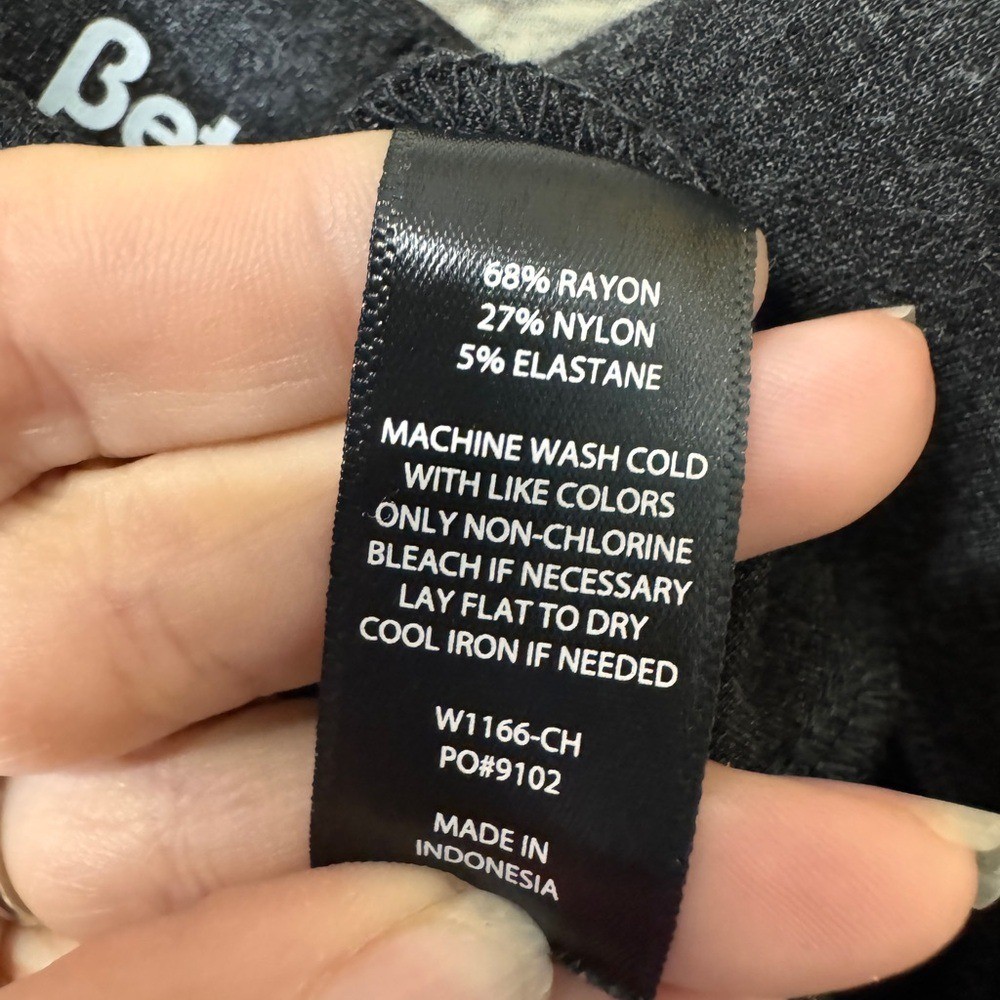 βet
68% RAYON
27% NYLON
5% ELASTANE
MACHINE WASH COLD
WITH LIKE COLORS
ONLY NON-CHLORINE
BLEACH IF NECESSARY
LAY FLAT TO DRY
COOL IRON IF NEEDED
W1166-CH
PO#9102
MADE IN
INDONESIA